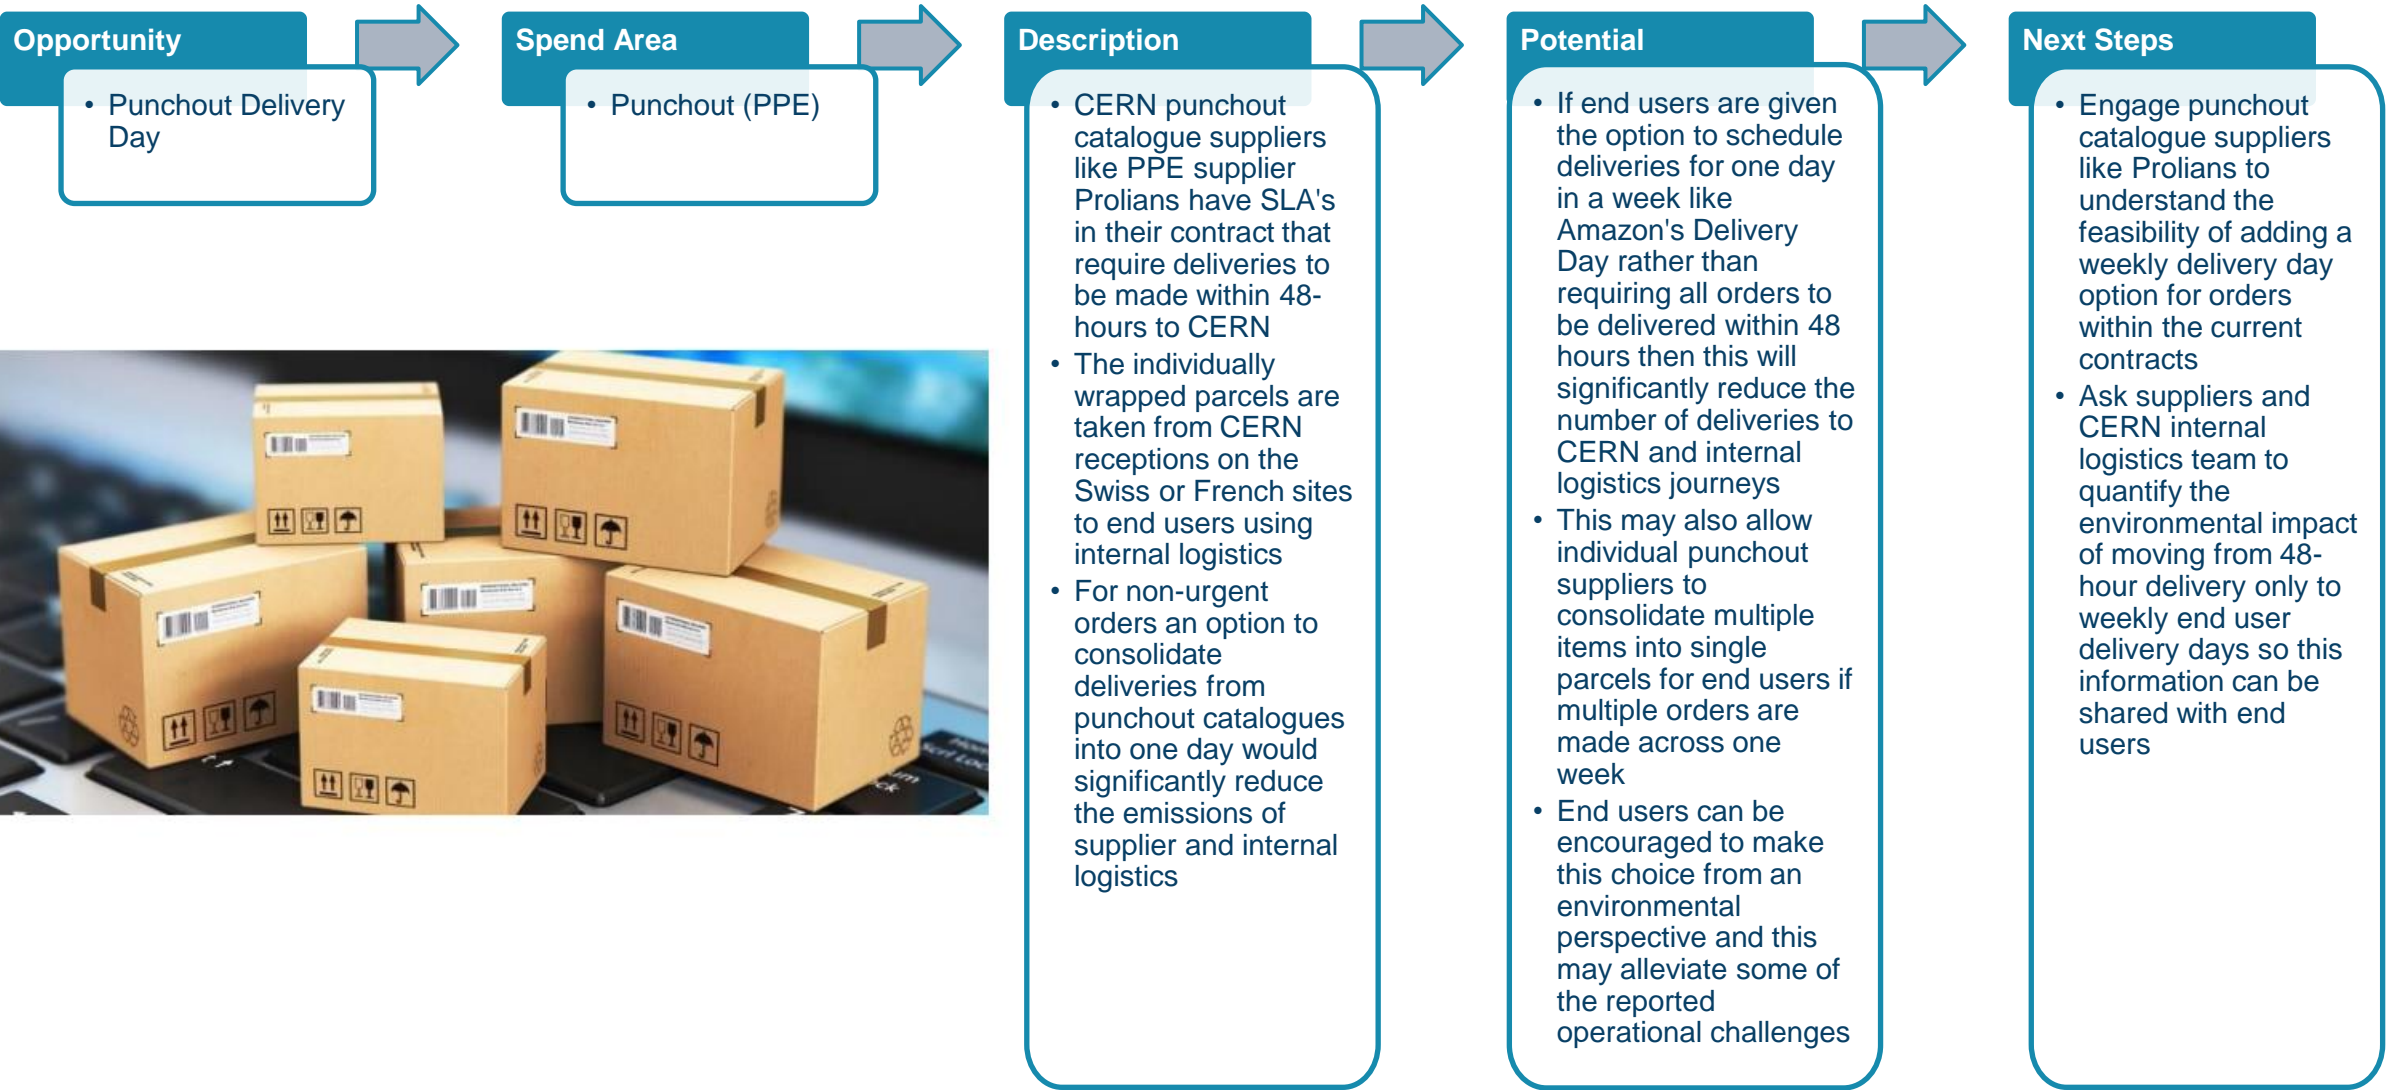 Opportunity
• Punchout Delivery
Day
Spend Area
• Punchout (PPE)
Description
• CERN punchout
catalogue suppliers
like PPE supplier
Prolians have SLA's
in their contract that
require deliveries to
be made within 48-
hours to CERN
• The individually
wrapped parcels are
taken from CERN
receptions on the
Swiss or French sites
to end users using
internal logistics
• For non-urgent
orders an option to
consolidate
deliveries from
punchout catalogues
into one day would
significantly reduce
the emissions of
supplier and internal
logistics
Potential
• If end users are given
the option to schedule
deliveries for one day
in a week like
Amazon's Delivery
Day rather than
requiring all orders to
be delivered within 48
hours then this will
significantly reduce the
number of deliveries to
CERN and internal
logistics journeys
• This may also allow
individual punchout
suppliers to
consolidate multiple
items into single
parcels for end users if
multiple orders are
made across one
week
• End users can be
encouraged to make
this choice from an
environmental
perspective and this
may alleviate some of
the reported
operational challenges
Next Steps
• Engage punchout
catalogue suppliers
like Prolians to
understand the
feasibility of adding a
weekly delivery day
option for orders
within the current
contracts
• Ask suppliers and
CERN internal
logistics team to
quantify the
environmental impact
of moving from 48-
hour delivery only to
weekly end user
delivery days so this
information can be
shared with end
users